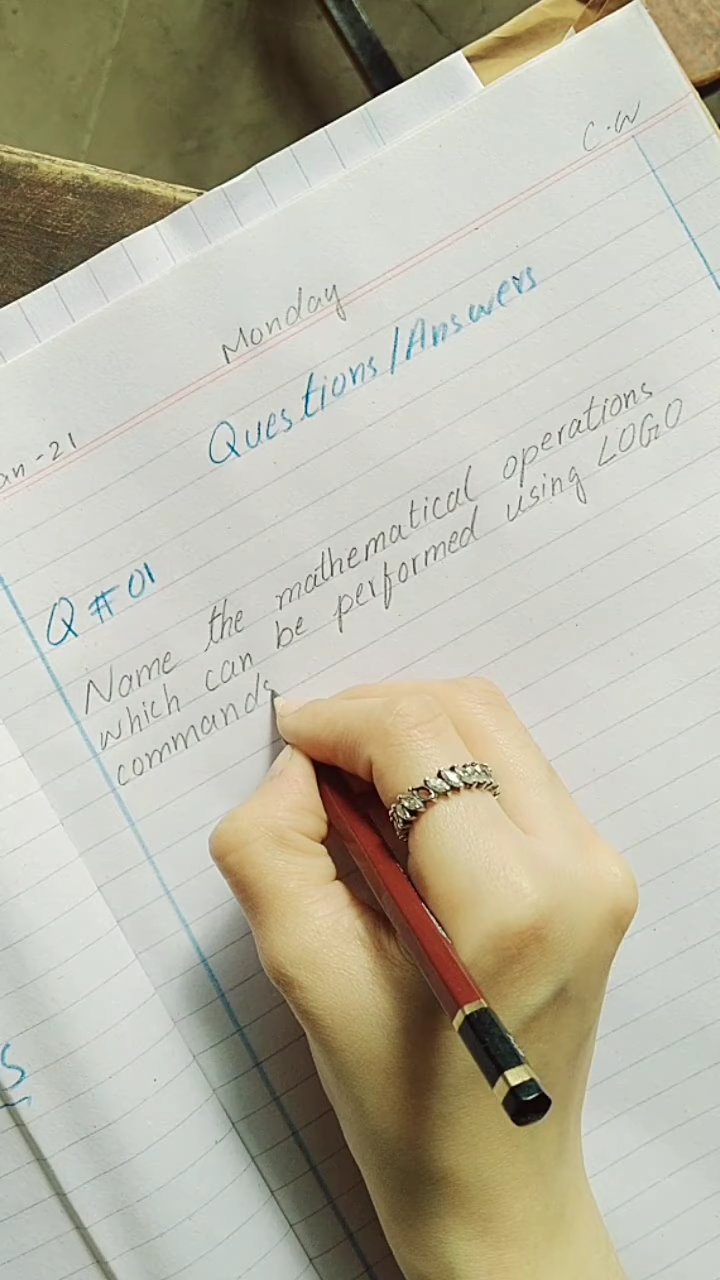 C.W
Monday
an-21
Questions/Answers
Q # 01
Name the mathematical operations
which can be performed using LOGO
commands
S